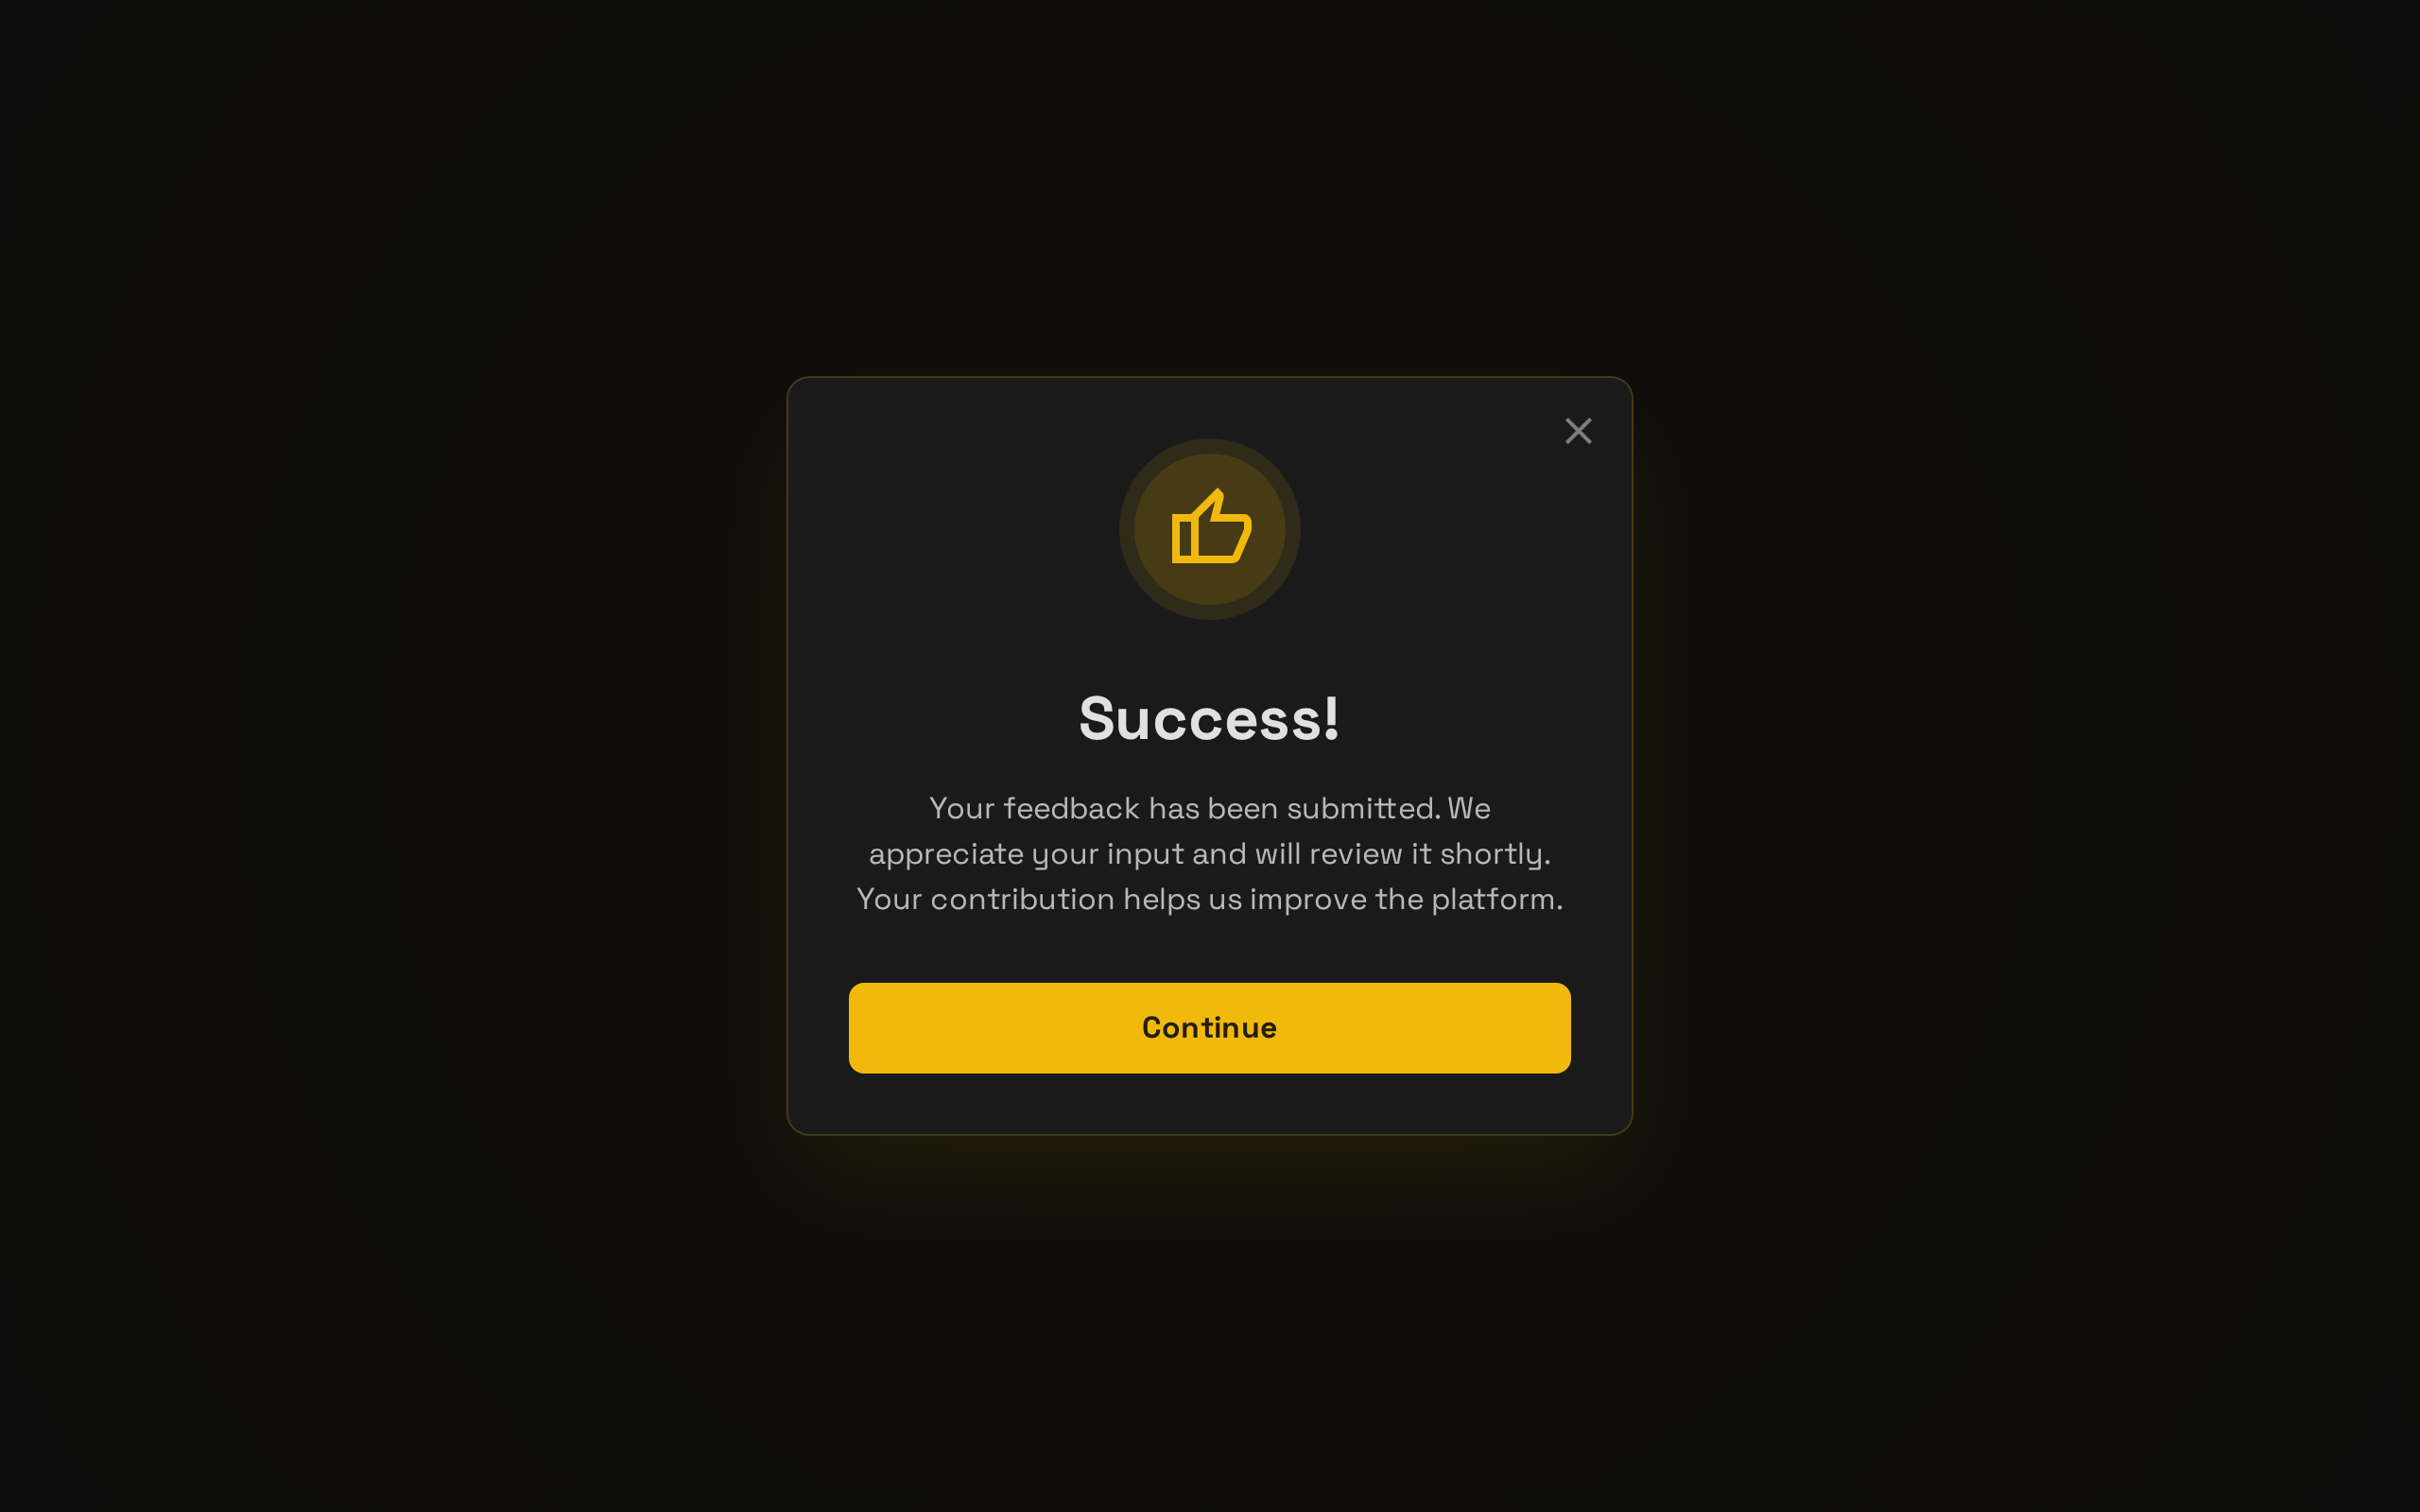 Success!
Your feedback has been submitted. We
appreciate your input and will review it shortly.
Your contribution helps us improve the platform.
Continue